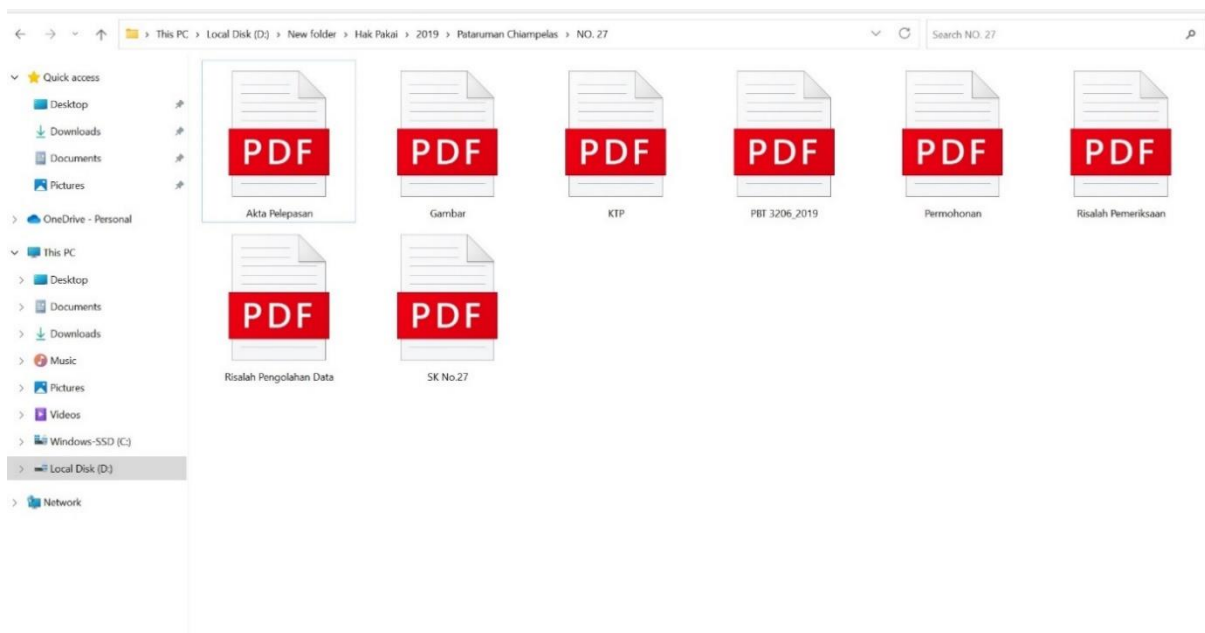 This PC › Local Disk (D:) › New folder › Hak Pakai › 2019 › Pataruman Chiampelas › NO. 27
Search NO. 27
Quick access
Desktop
Downloads
Documents
Pictures
OneDrive - Personal
This PC
Desktop
Documents
Downloads
Music
Pictures
Videos
Windows-SSD (C:)
Local Disk (D:)
Network
PDF PDF PDF PDF PDF PDF
Akta Pelepasan Gambar KTP PBT 3206_2019 Permohonan Risalah Pemeriksaan
PDF PDF
Risalah Pengolahan Data SK No.27